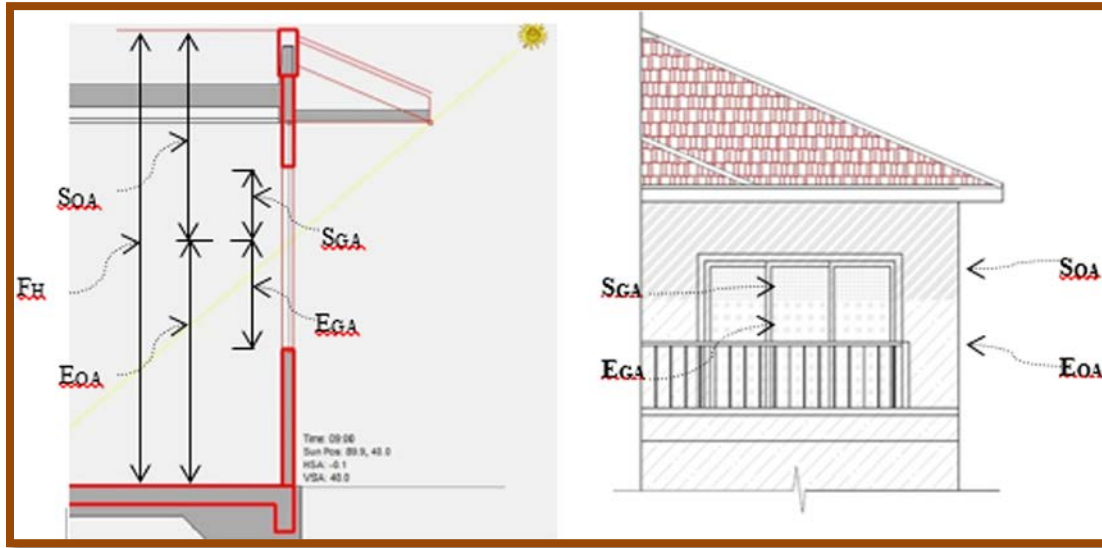 SOA
SGA
FH
EGA
EOA
Time: 09:00
Sun Pos: 89.9, 40.0
HSA: -0.1
VSA: 40.0
SGA
SOA
EGA
EOA